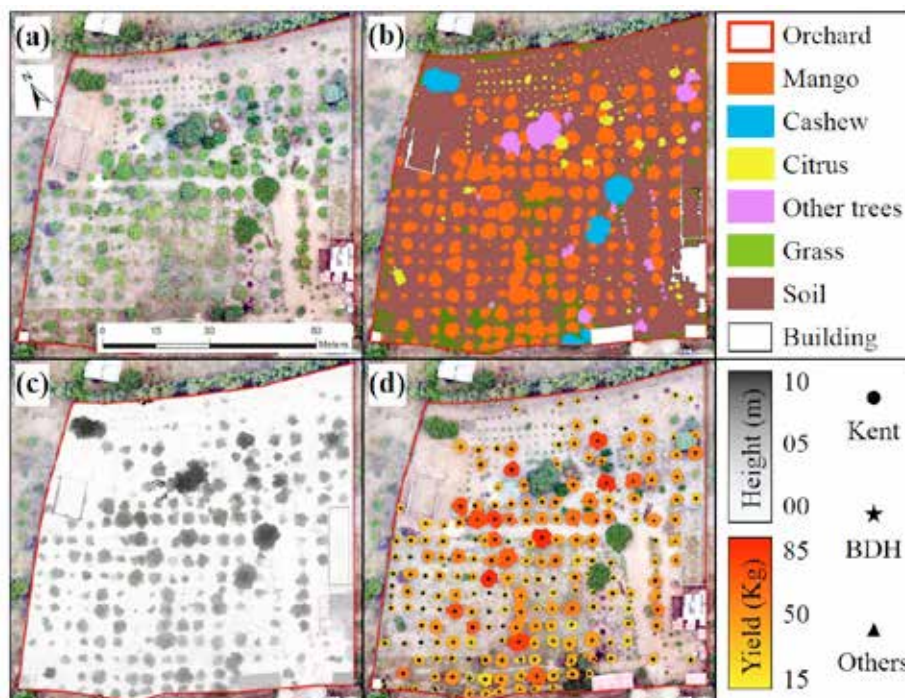 (a)
N
0 15 30 60
Meters
(b)
Orchard
Mango
Cashew
Citrus
Other trees
Grass
Soil
Building
(c)
(d)
Height (m)
10
05
00
Yield (Kg)
85
50
15
Kent
BDH
Others